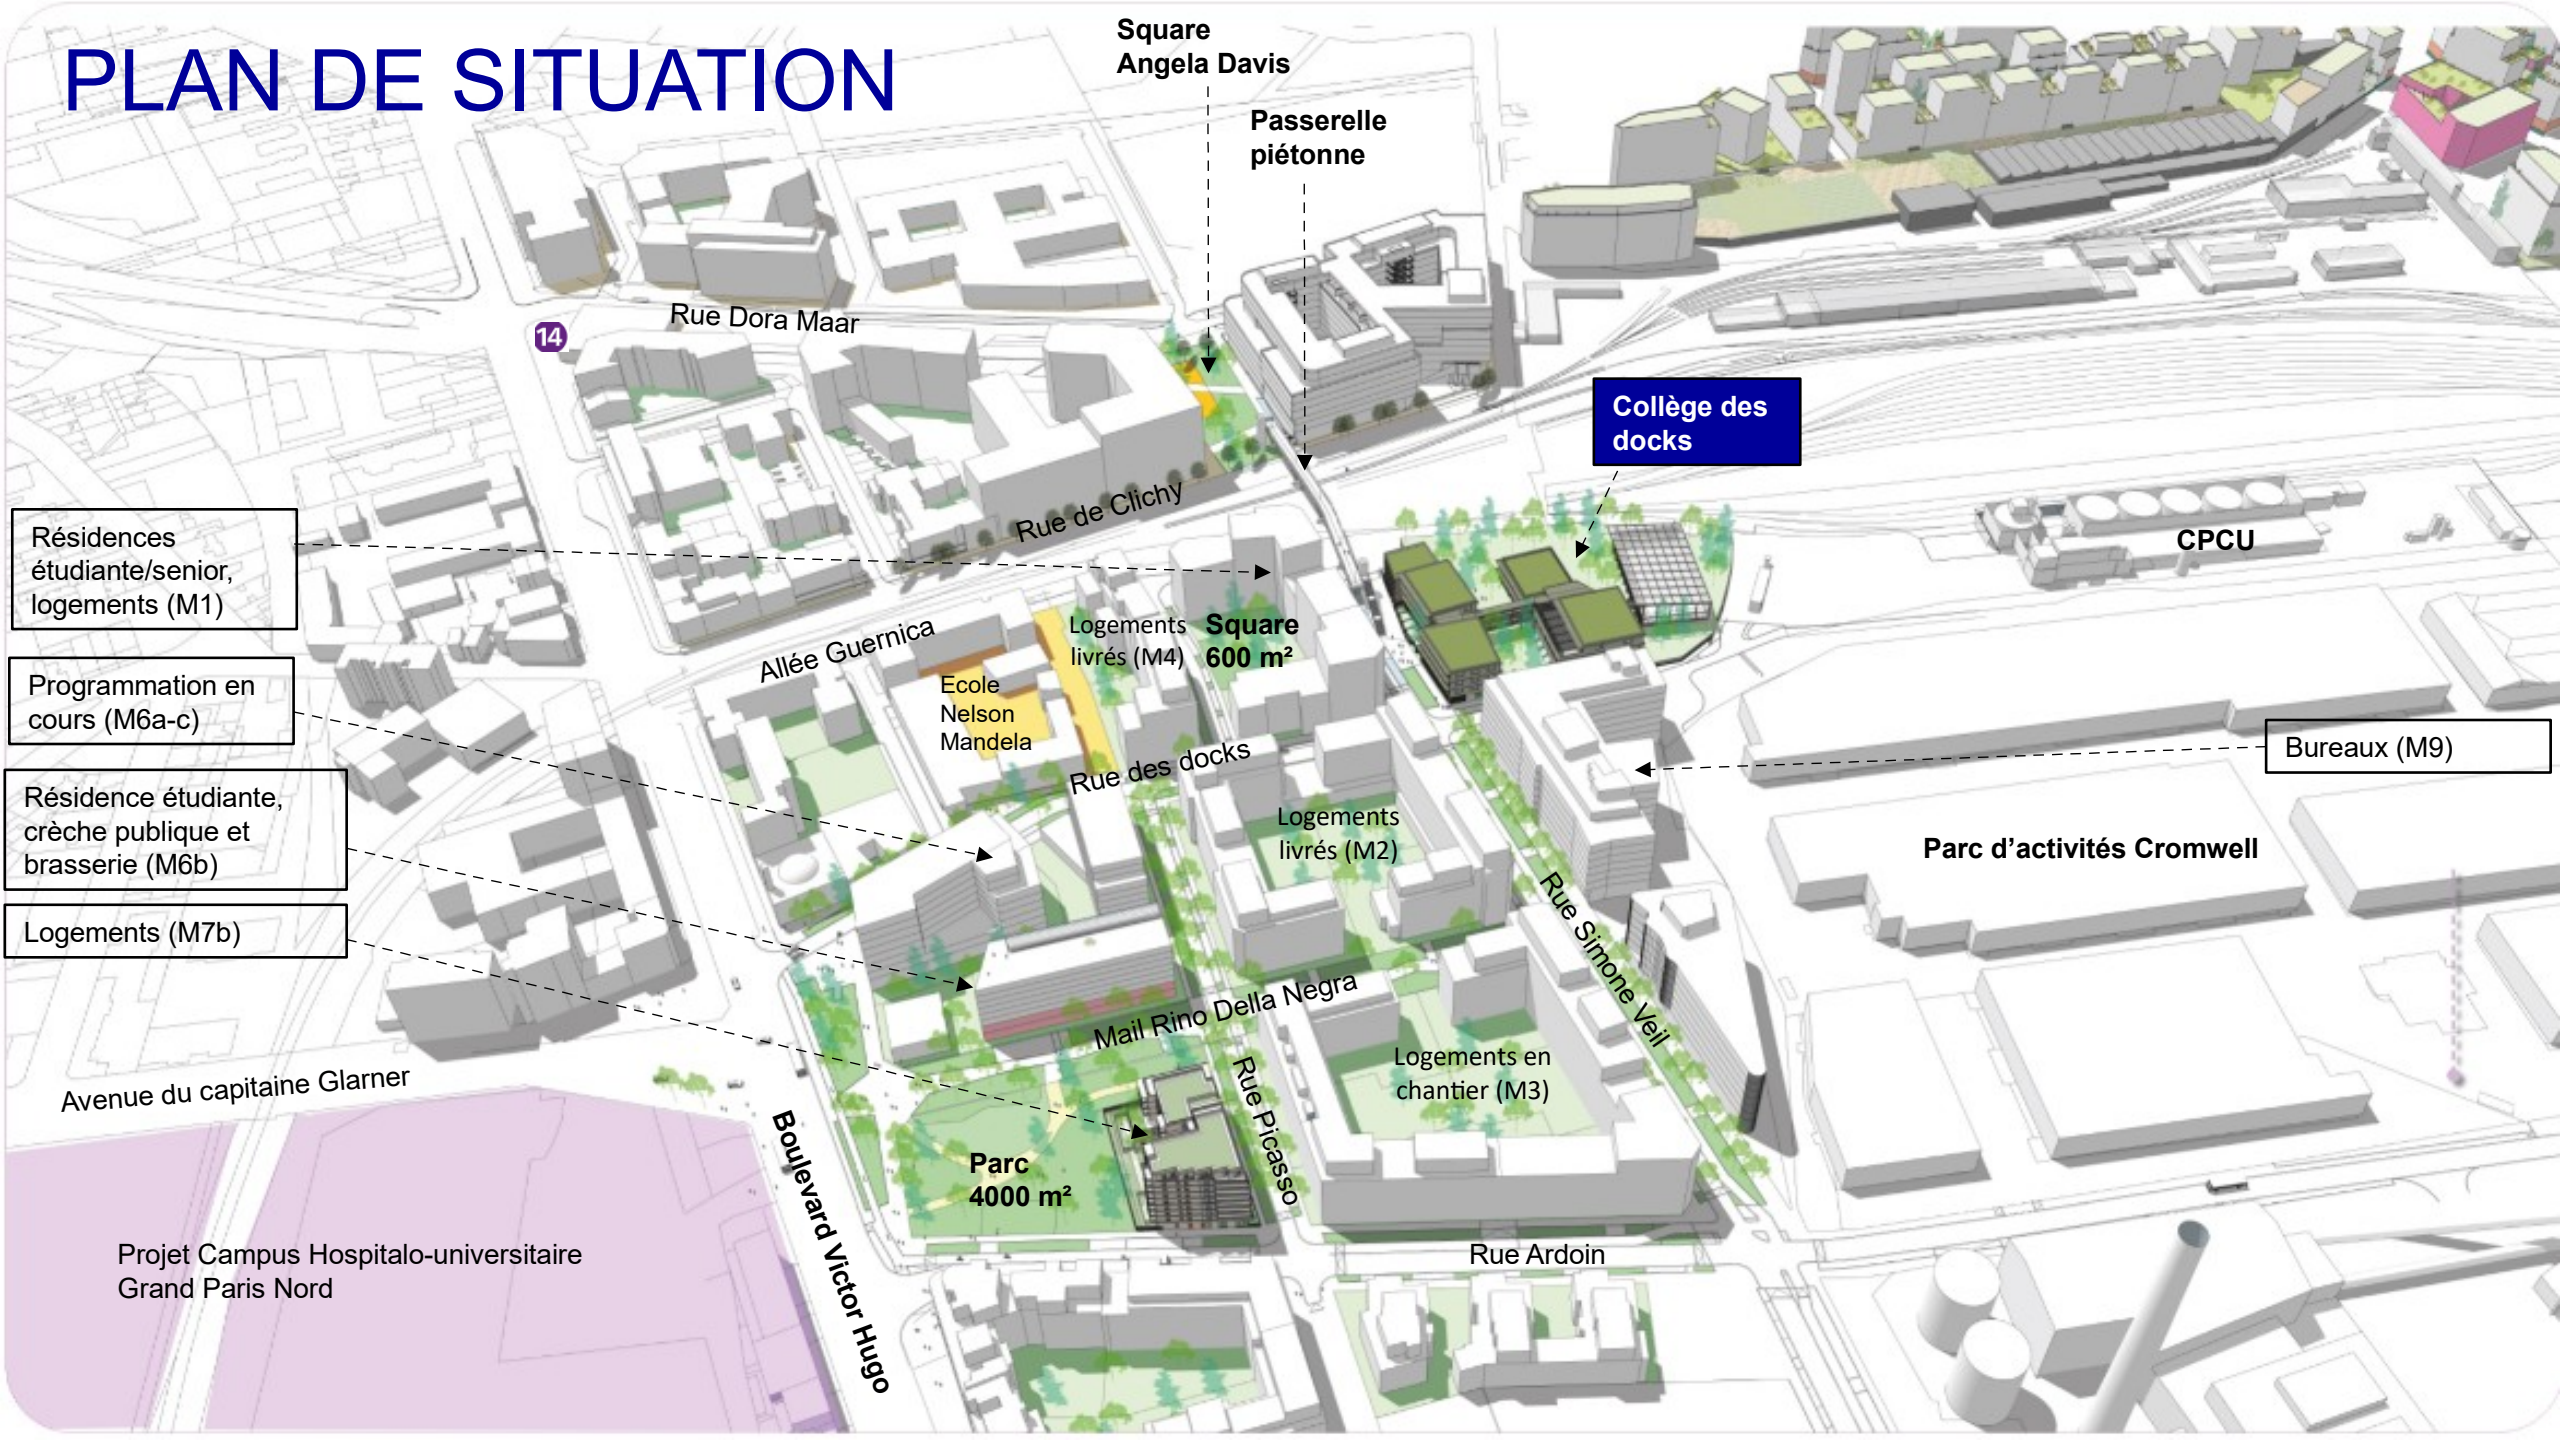 PLAN DE SITUATION
Square
Angela Davis
Passerelle
piétonne
Rue Dora Maar
14
Collège des
docks
Rue de Clichy
Résidences
étudiante/senior,
logements (M1)
CPCU
Allée Guernica
Logements
livrés (M4)
Square
600 m²
Programmation en
cours (M6a-c)
Ecole
Nelson
Mandela
Rue des docks
Bureaux (M9)
Résidence étudiante,
crèche publique et
brasserie (M6b)
Logements
livrés (M2)
Parc d'activités Cromwell
Logements (M7b)
Rue Simone Veil
Mail Rino Della Negra
Logements en
chantier (M3)
Avenue du capitaine Glarner
Rue Picasso
Boulevard Victor Hugo
Parc
4000 m²
Projet Campus Hospitalo-universitaire
Grand Paris Nord
Rue Ardoin